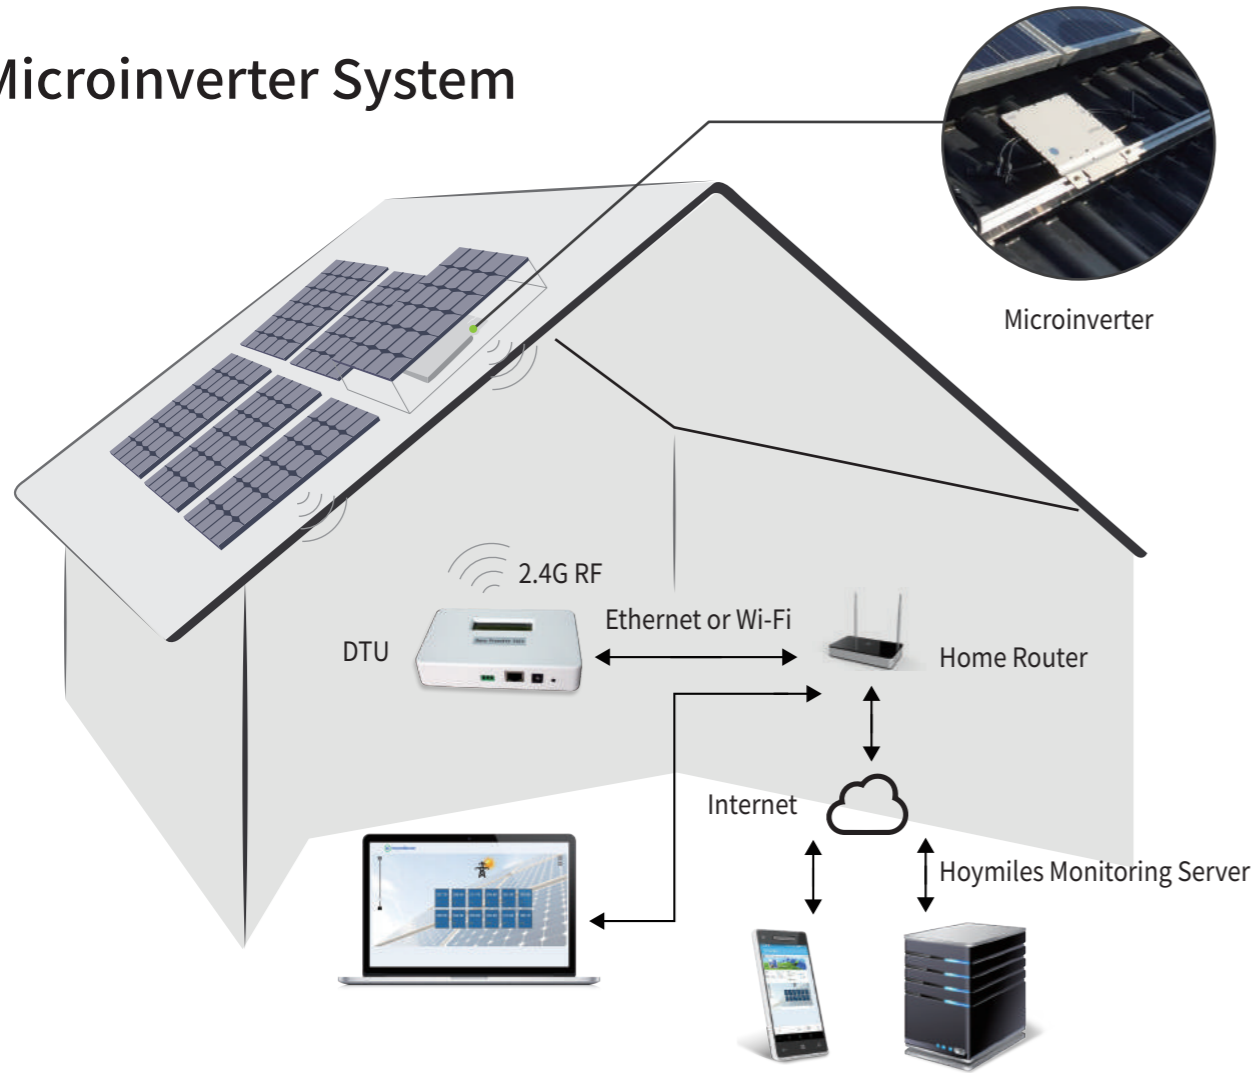 Microinverter System
Microinverter
2.4G RF
Ethernet or Wi-Fi
DTU
Home Router
Internet
Hoymiles Monitoring Server